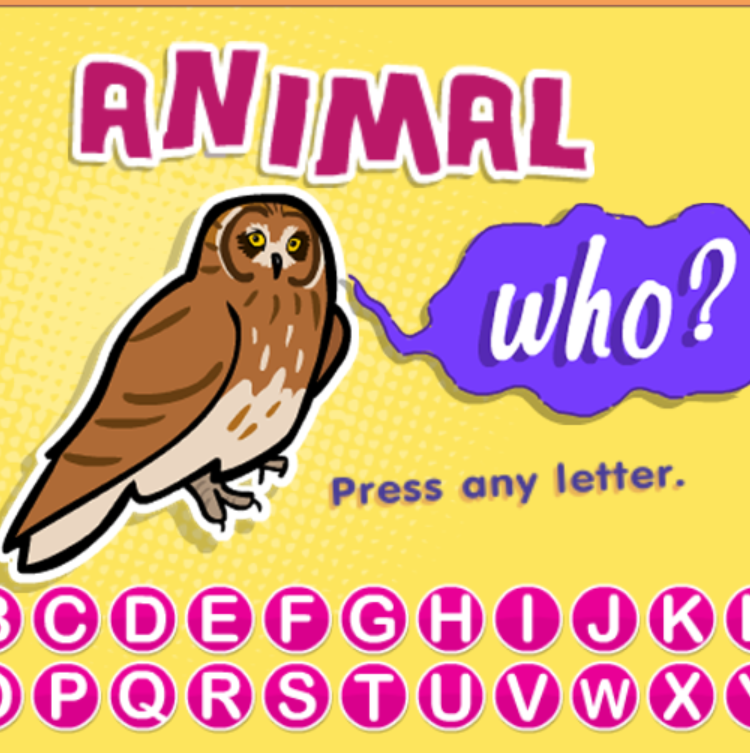 ANIMAL
who?
Press any letter.
B C D E F G H I J K
O P Q R S T U V W X Y